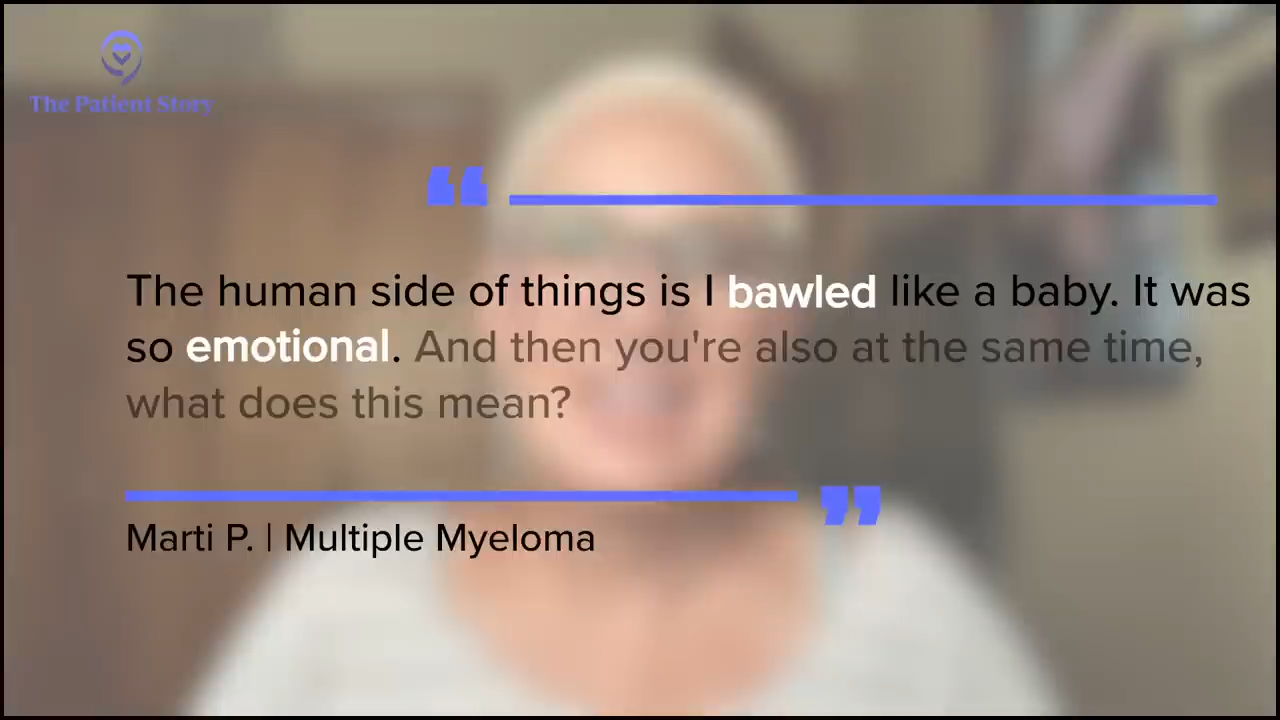 The Patient Story
“
The human side of things is I bawled like a baby. It was
so emotional. And then you're also at the same time,
what does this mean?
”
Marti P. | Multiple Myeloma